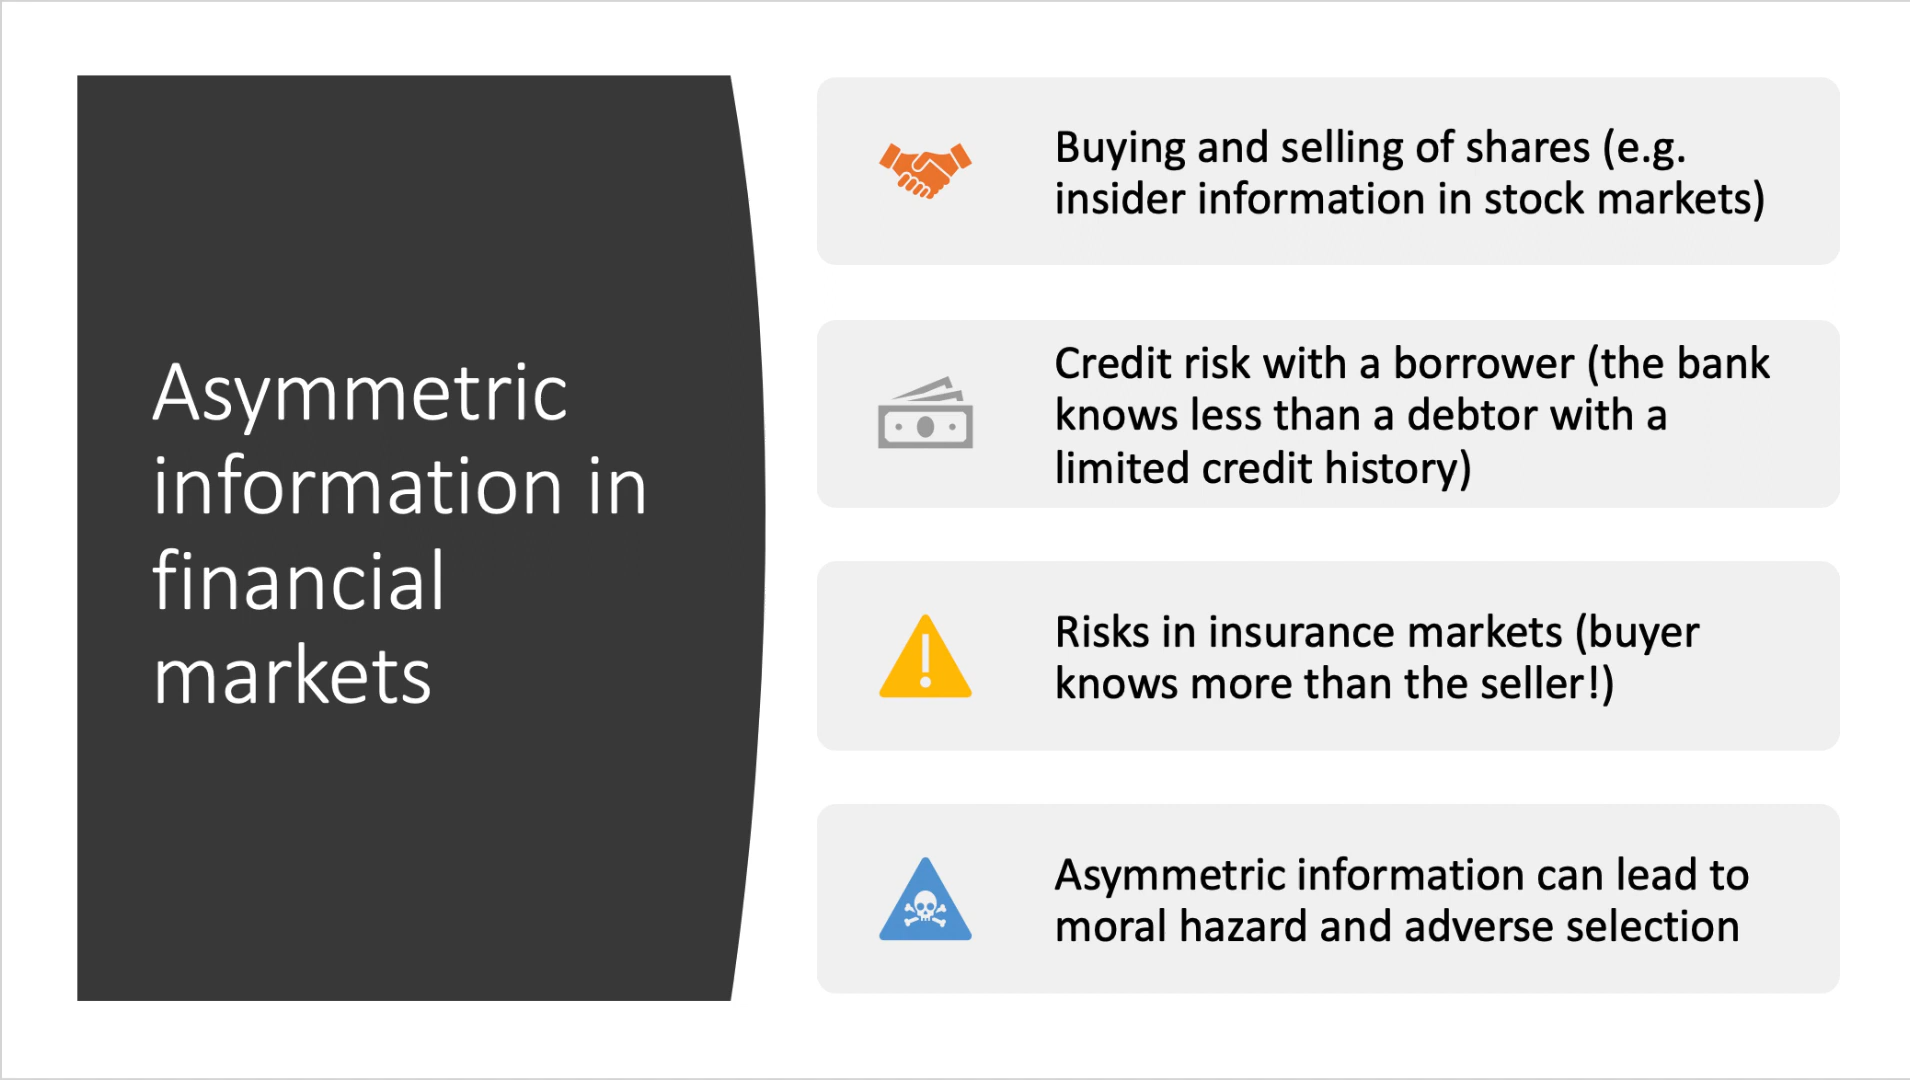 Asymmetric
information in
financial
markets
Buying and selling of shares (e.g.
insider information in stock markets)
Credit risk with a borrower (the bank
knows less than a debtor with a
limited credit history)
Risks in insurance markets (buyer
knows more than the seller!)
Asymmetric information can lead to
moral hazard and adverse selection